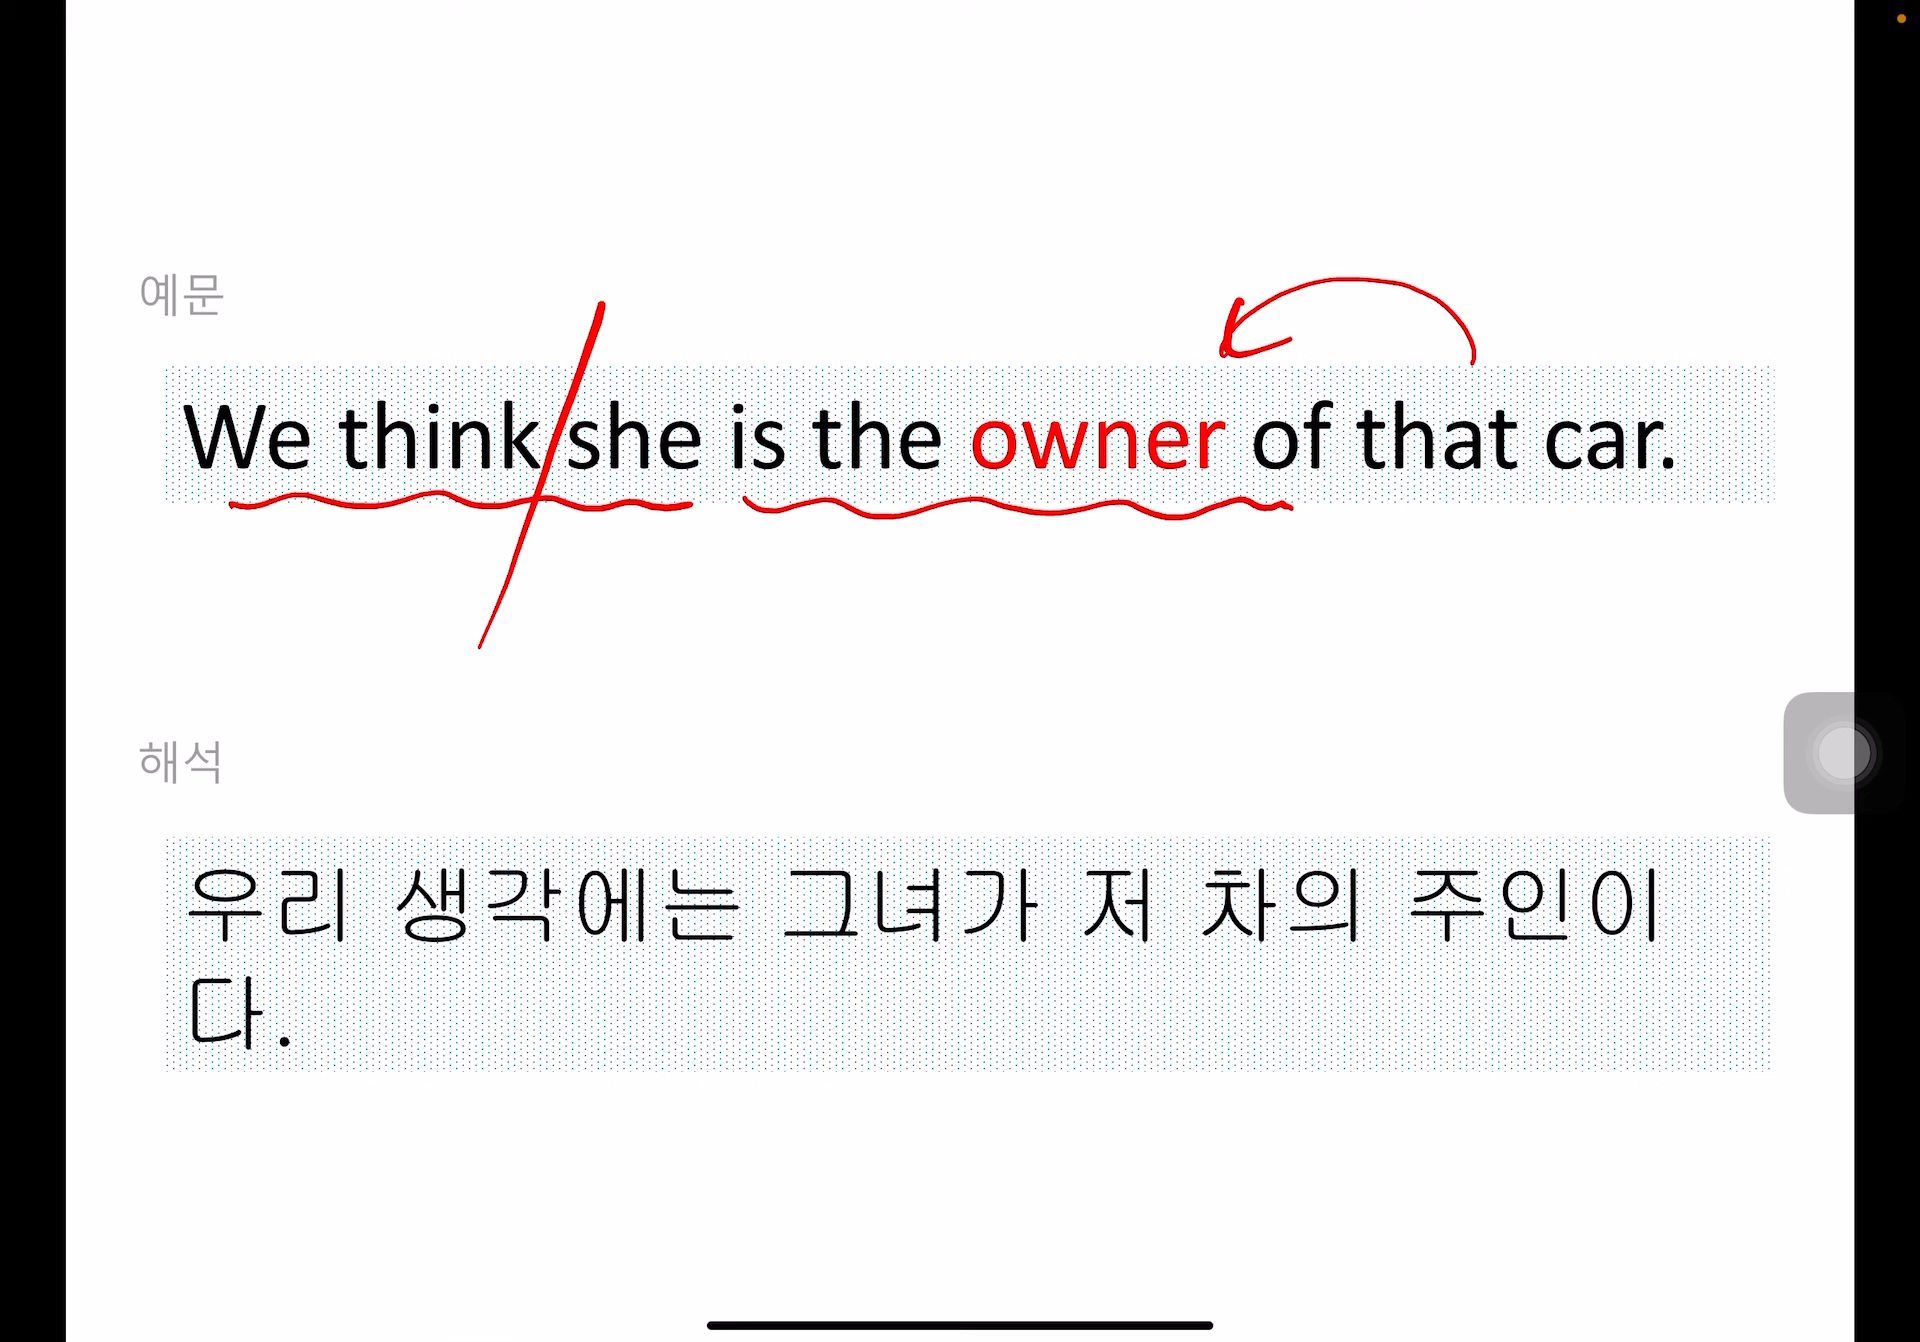 예문
We think she is the owner of that car.
해석
우리 생각에는 그녀가 저 차의 주인이
다.